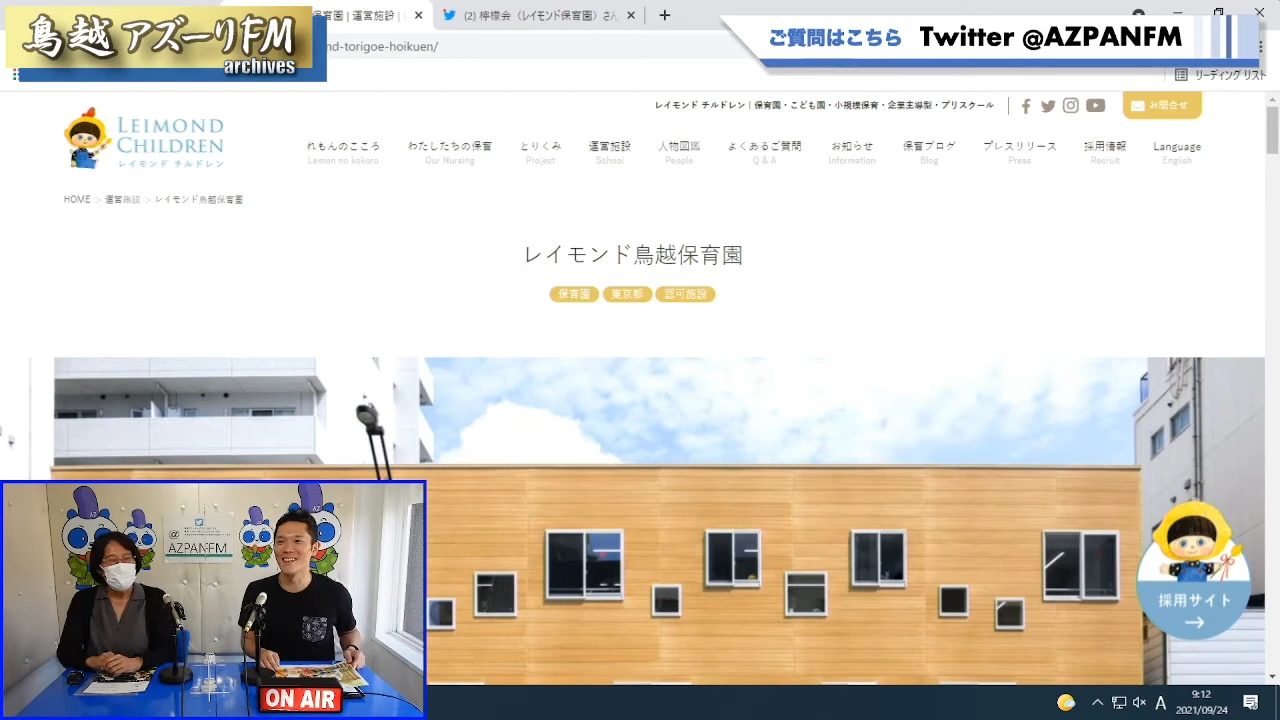 鳥越 アズーリFM
archives
保育園 | 運営施設 |
(2) 檸檬会（レイモンド保育園）さん
nd-torigoe-hoikuen/
ご質問はこちら Twitter @AZPANFM
リーディング リスト
レイモンド チルドレン｜保育園・こども園・小規模保育・企業主導型・プリスクール
お問合せ
LEIMOND
CHILDREN
レイモンド チルドレン
れもんのこころ わたしたちの保育 とりくみ 運営施設 人物図鑑 よくあるご質問 お知らせ 保育ブログ プレスリリース 採用情報 Language
Lemon no kokoro Our Nursing Project School People Q & A Information Blog Press Recruit English
HOME > 運営施設 > レイモンド鳥越保育園
レイモンド鳥越保育園
保育園 東京都 認可施設
AZ
@
AZPANFM
ON AIR
採用サイト
→
A
9:12
2021/09/24